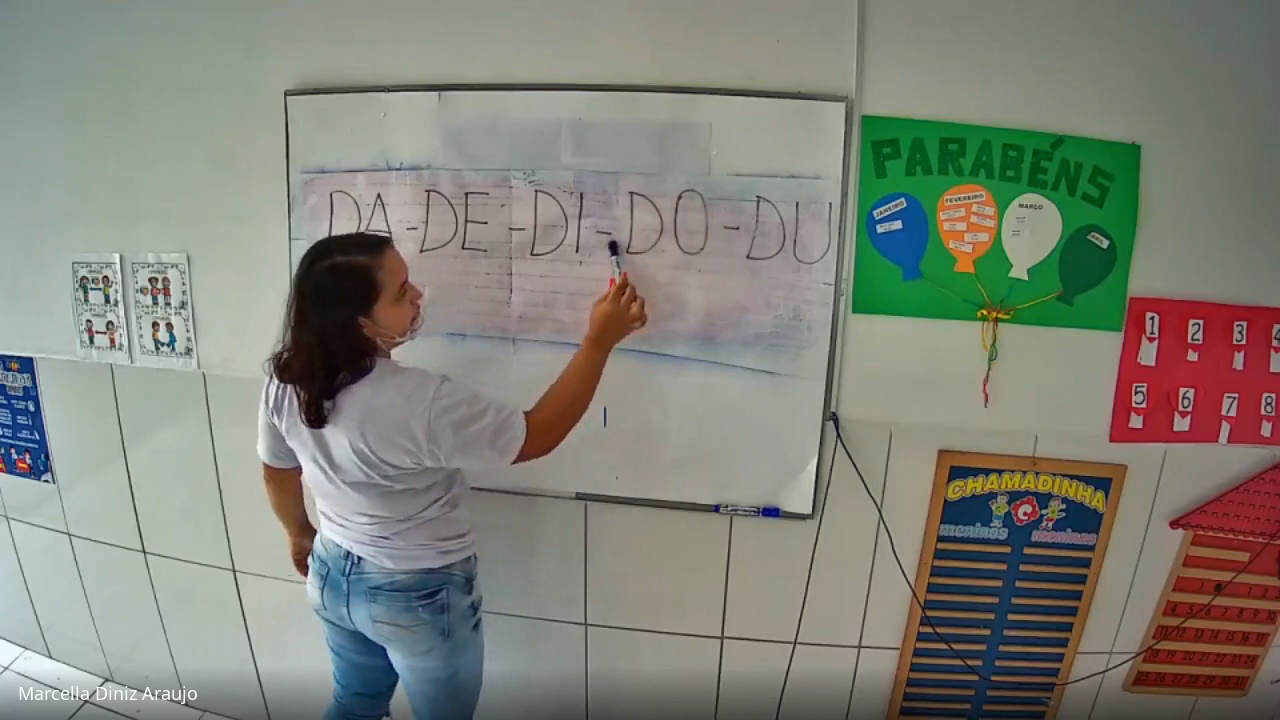 DA-DE-DI-DO-DU
PARABÉNS
JANEIRO
FEVEREIRO
MARÇO
ABRIL
1 2 3 4
5 6 7 8
CHAMADINHA
meninos meninas
Marcella Diniz Araujo